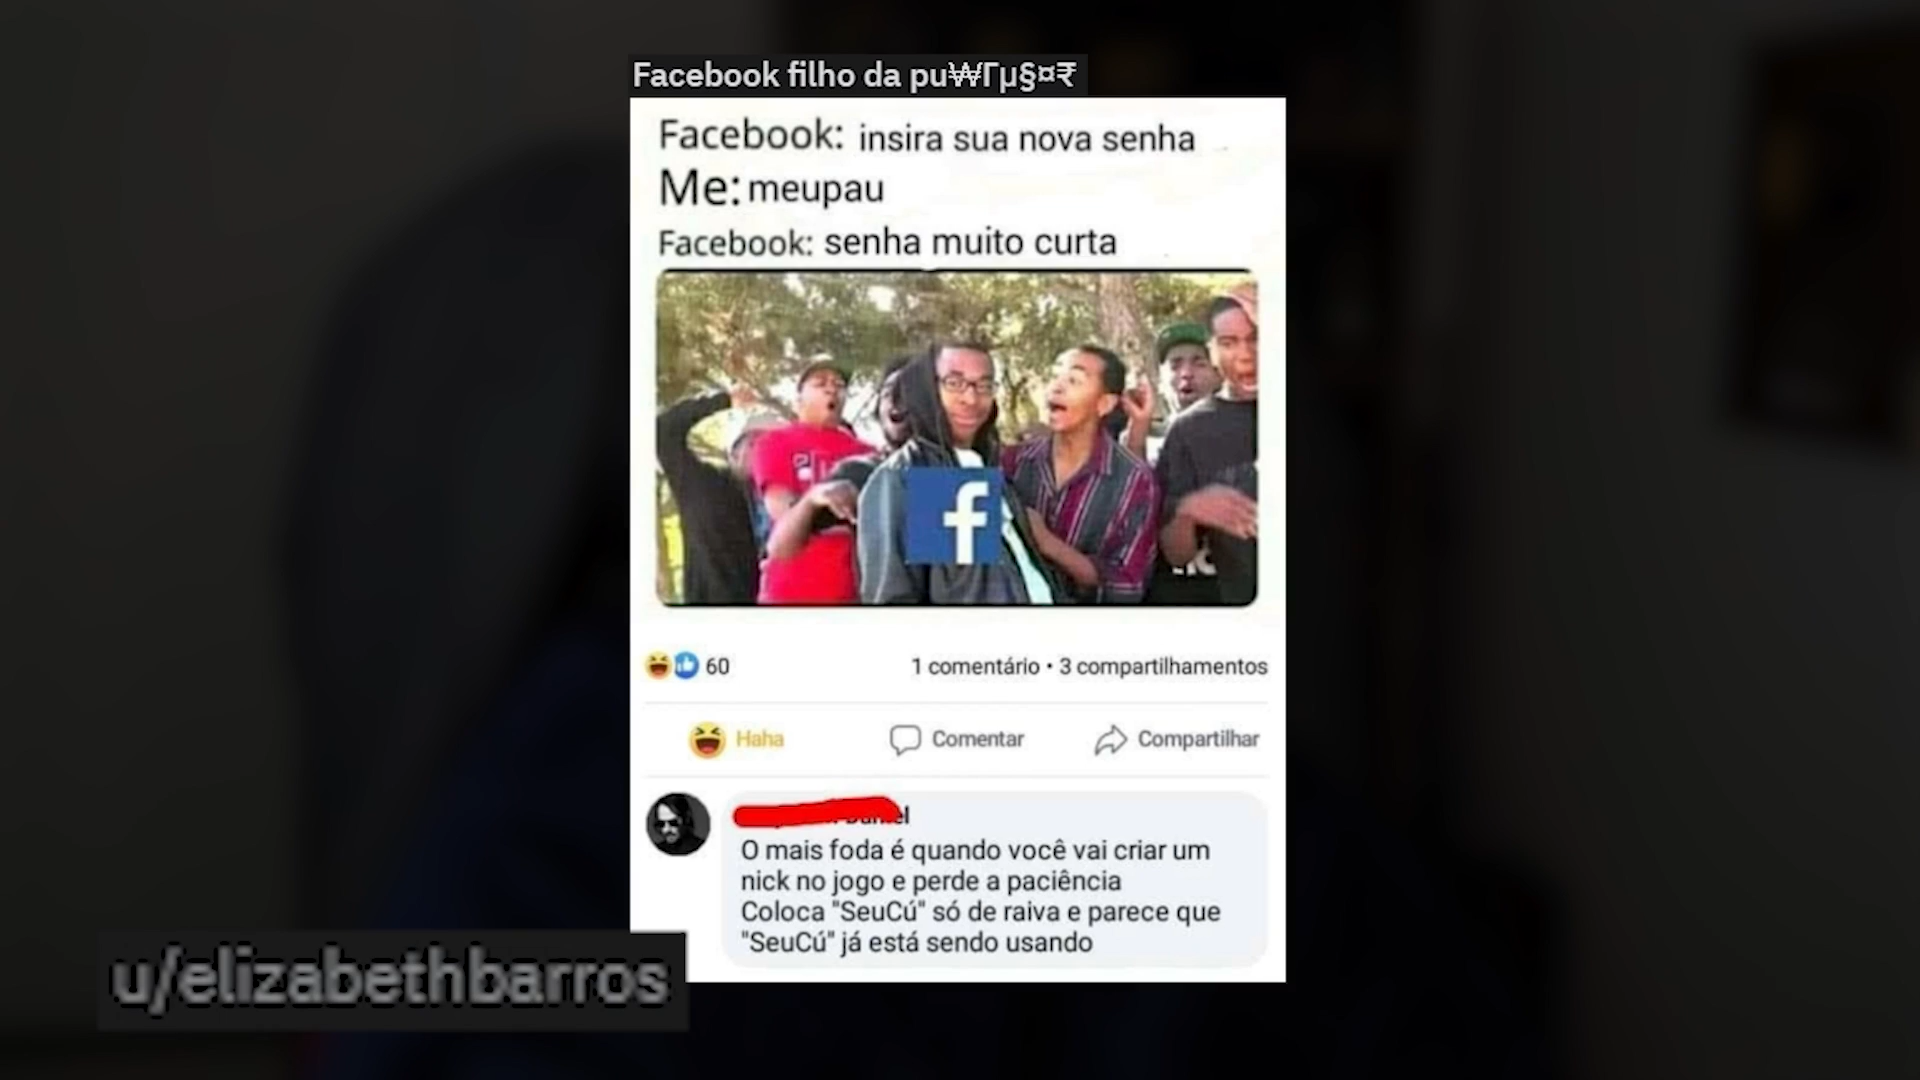 Facebook filho da pu₩Γμ§¤₹
Facebook: insira sua nova senha
Me: meupau
Facebook: senha muito curta
f
60
1 comentário • 3 compartilhamentos
Haha
Comentar
Compartilhar
O mais foda é quando você vai criar um
nick no jogo e perde a paciência
Coloca "SeuCú" só de raiva e parece que
"SeuCú" já está sendo usando
u/elizabethbarros